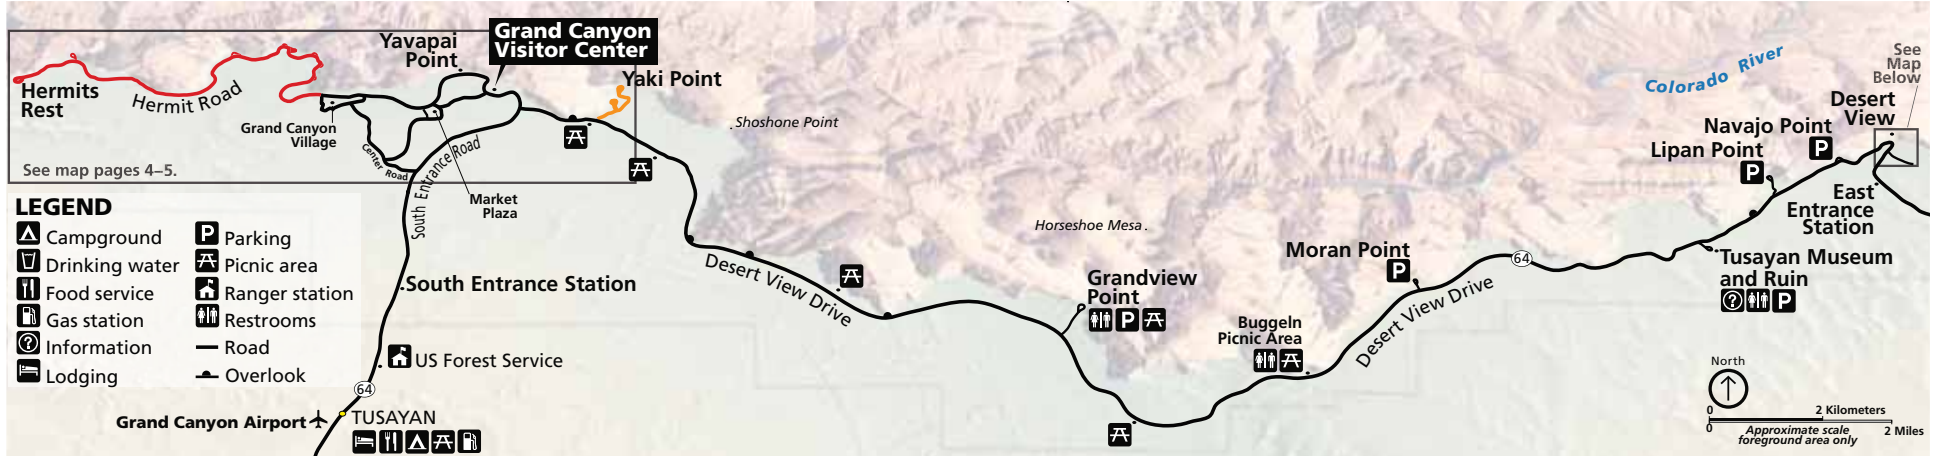 Hermits
Rest
Hermit Road
Yavapai
Point
Grand Canyon
Visitor Center
Yaki Point
Grand Canyon
Village
Center Road
South Entrance Road
Market
Plaza
See map pages 4–5.
Shoshone Point
Colorado River
See
Map
Below
Desert
View
Navajo Point
P
Lipan Point
P
East
Entrance
Station
LEGEND
Campground
Drinking water
Food service
Gas station
? Information
Lodging
P Parking
Picnic area
Ranger station
Restrooms
Road
Overlook
South Entrance Station
US Forest Service
64
Grand Canyon Airport
TUSAYAN
Desert View Drive
Horseshoe Mesa
Grandview
Point
P
Buggeln
Picnic Area
Moran Point
P
Desert View Drive
64
Tusayan Museum
and Ruin
? P
North
0 2 Kilometers
0 2 Miles
Approximate scale
foreground area only